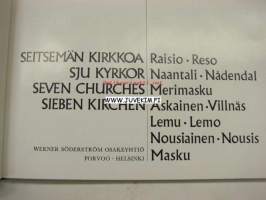 SEITSEMÄN KIRKKOA
SJU KYRKOR
SEVEN CHURCHES
SIEBEN KIRCHEN
WERNER SÖDERSTRÖM OSAKEYHTIÖ
PORVOO · HELSINKI
Raisio · Reso
Naantali · Nådendal
Merimasku
Askainen · Villnäs
Lemu · Lemo
Nousiainen · Nousis
Masku
WWW.JUVEKIM.FI